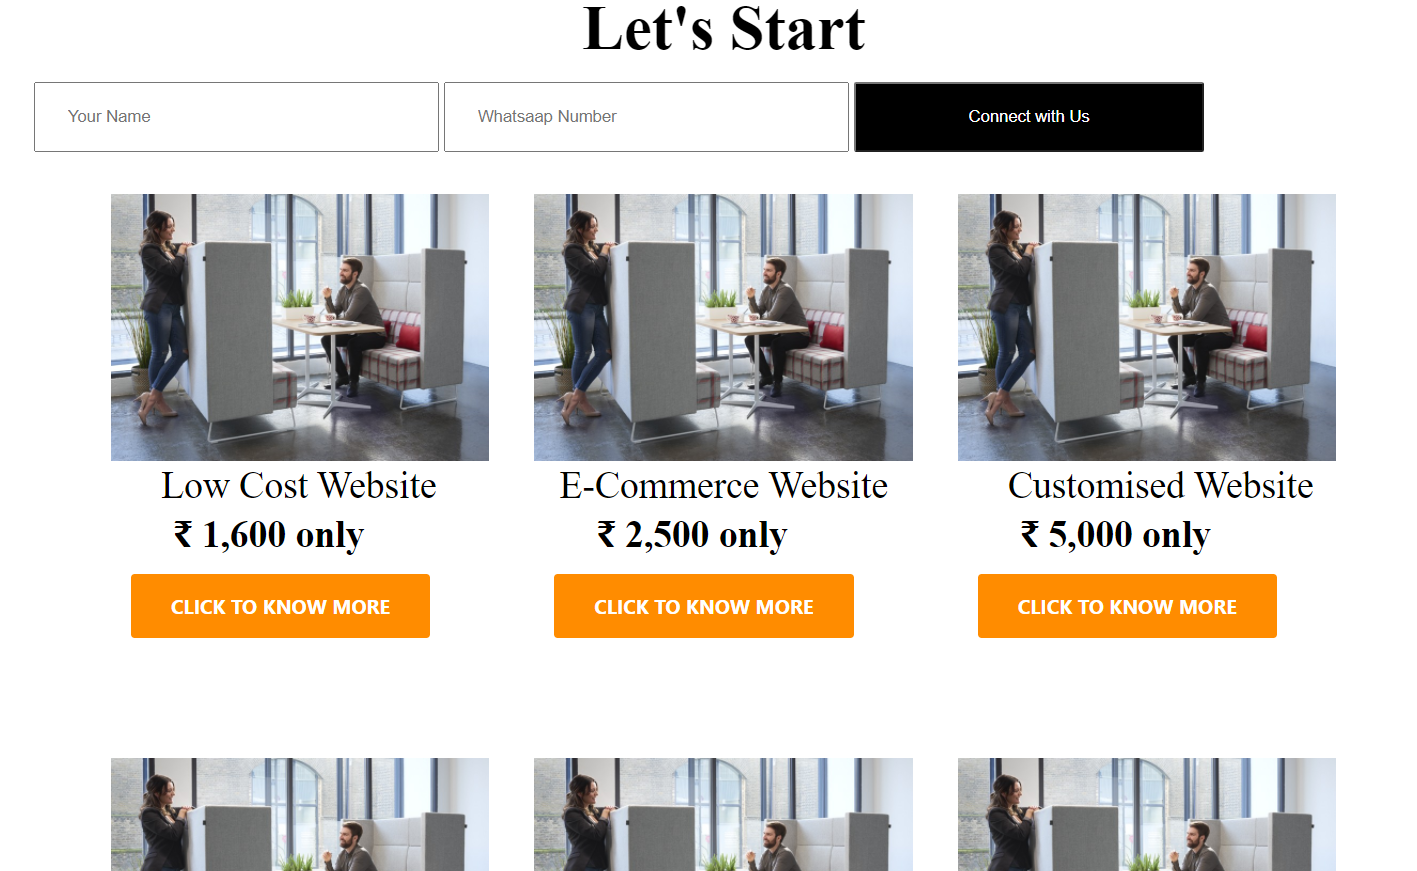 Let's Start
Your Name Whatsaap Number Connect with Us
Low Cost Website E-Commerce Website Customised Website
₹ 1,600 only ₹ 2,500 only ₹ 5,000 only
CLICK TO KNOW MORE CLICK TO KNOW MORE CLICK TO KNOW MORE